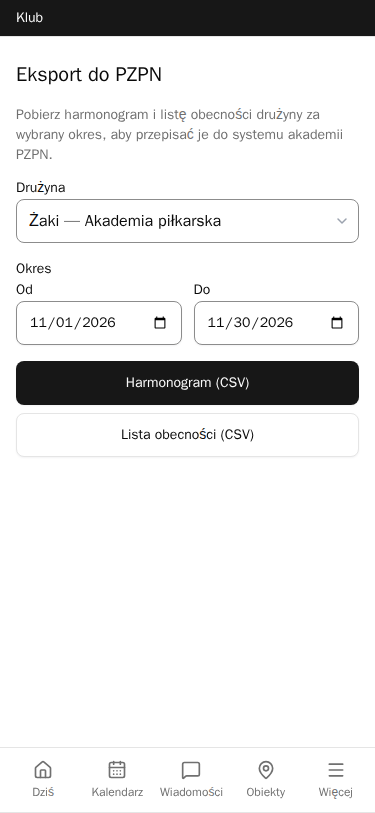 Klub
Eksport do PZPN
Pobierz harmonogram i listę obecności drużyny za
wybrany okres, aby przepisać je do systemu akademii
PZPN.
Drużyna
Żaki — Akademia piłkarska
Okres
Od
Do
11/01/2026
11/30/2026
Harmonogram (CSV)
Lista obecności (CSV)
Dziś
Kalendarz
Wiadomości
Obiekty
Więcej